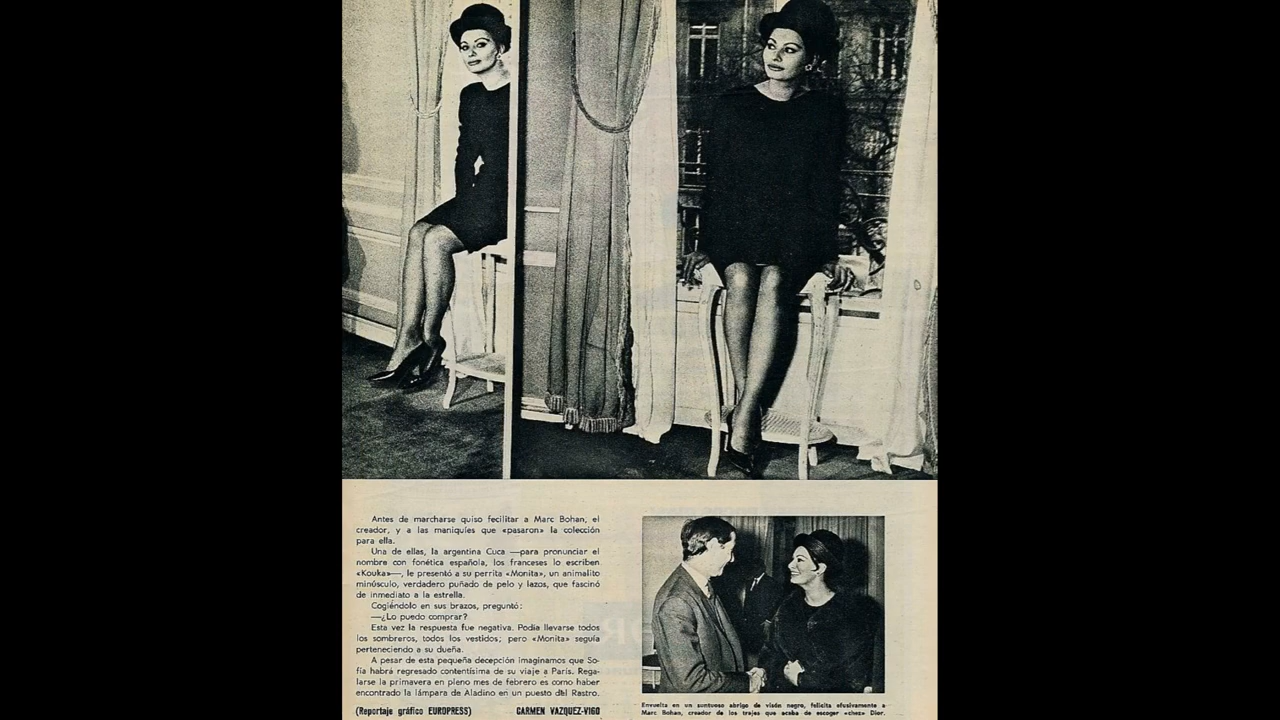 Antes de marcharse quiso fecilitar a Marc Bohan, el
creador, y a las maniquíes que «pasaron» la colección
para ella.
Una de ellas, la argentina Cuca —para pronunciar el
nombre con fonética española, los franceses lo escriben
«Kouka»—, le presentó a su perrita «Monita», un animalito
minúsculo, verdadero puñado de pelo y lazos, que fascinó
de inmediato a la estrella.
Cogiéndolo en sus brazos, preguntó:
—¿Lo puedo comprar?
Esta vez la respuesta fue negativa. Podía llevarse todos
los sombreros, todos los vestidos; pero «Monita» seguía
perteneciendo a su dueña.
A pesar de esta pequeña decepción imaginamos que So-
fía habrá regresado contentísima de su viaje a París. Rega-
larse la primavera en pleno mes de febrero es como haber
encontrado la lámpara de Aladino en un puesto del Rastro.
(Reportaje gráfico EUROPRESS) CARMEN VAZQUEZ-VIGO
Envuelta en un suntuoso abrigo de visón negro, felicita efusivamente a
Marc Bohan, creador de los trajes que acaba de escoger «chez» Dior.